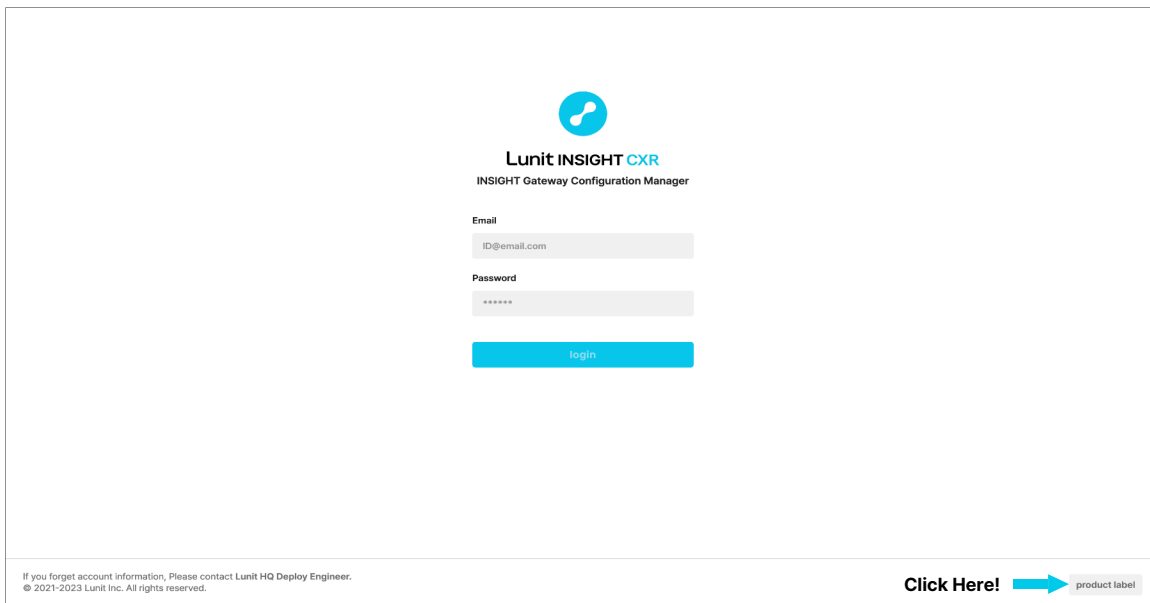 Lunit INSIGHT CXR
INSIGHT Gateway Configuration Manager
Email
ID@email.com
Password
******
login
If you forget account information, Please contact Lunit HQ Deploy Engineer.
© 2021-2023 Lunit Inc. All rights reserved.
Click Here!
product label